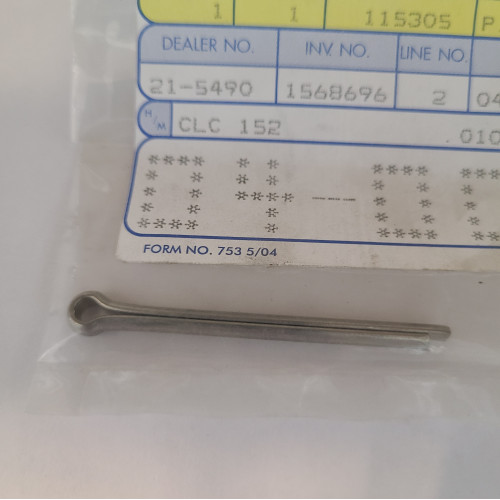 1 1 115305 P
DEALER NO. INV. NO. LINE NO.
21-5490 1568696 2 04
H/M CLC 152 .010
FORM NO. 753 5/04